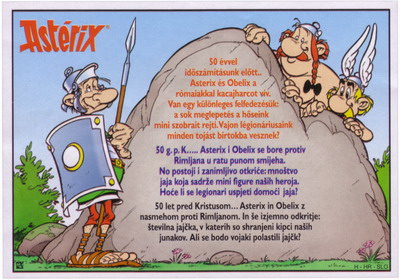 Astérix
50 évvel
időszámításunk előtt..
Asterix és Obelix a
rómaiakkal kacajharcot vív.
Van egy különleges felfedezésük:
a sok meglepetés a hőseink
mini szobrait rejti. Vajon légionáriusaink
minden tojást birtokba vesznek?
50 g. p. K..... Asterix i Obelix se bore protiv
Rimljana u ratu punom smijeha.
No postoji i zanimljivo otkriće: mnoštvo
jaja koja sadrže mini figure naših heroja.
Hoće li se legionari uspjeti domoći jaja?
50 let pred Kristusom... Asterix in Obelix z
nasmehom proti Rimljanom. In še izjemno odkritje:
številna jajčka, v katerih so shranjeni kipci naših
junakov. Ali se bodo vojaki polastili jajčk?
H - HR - SLO